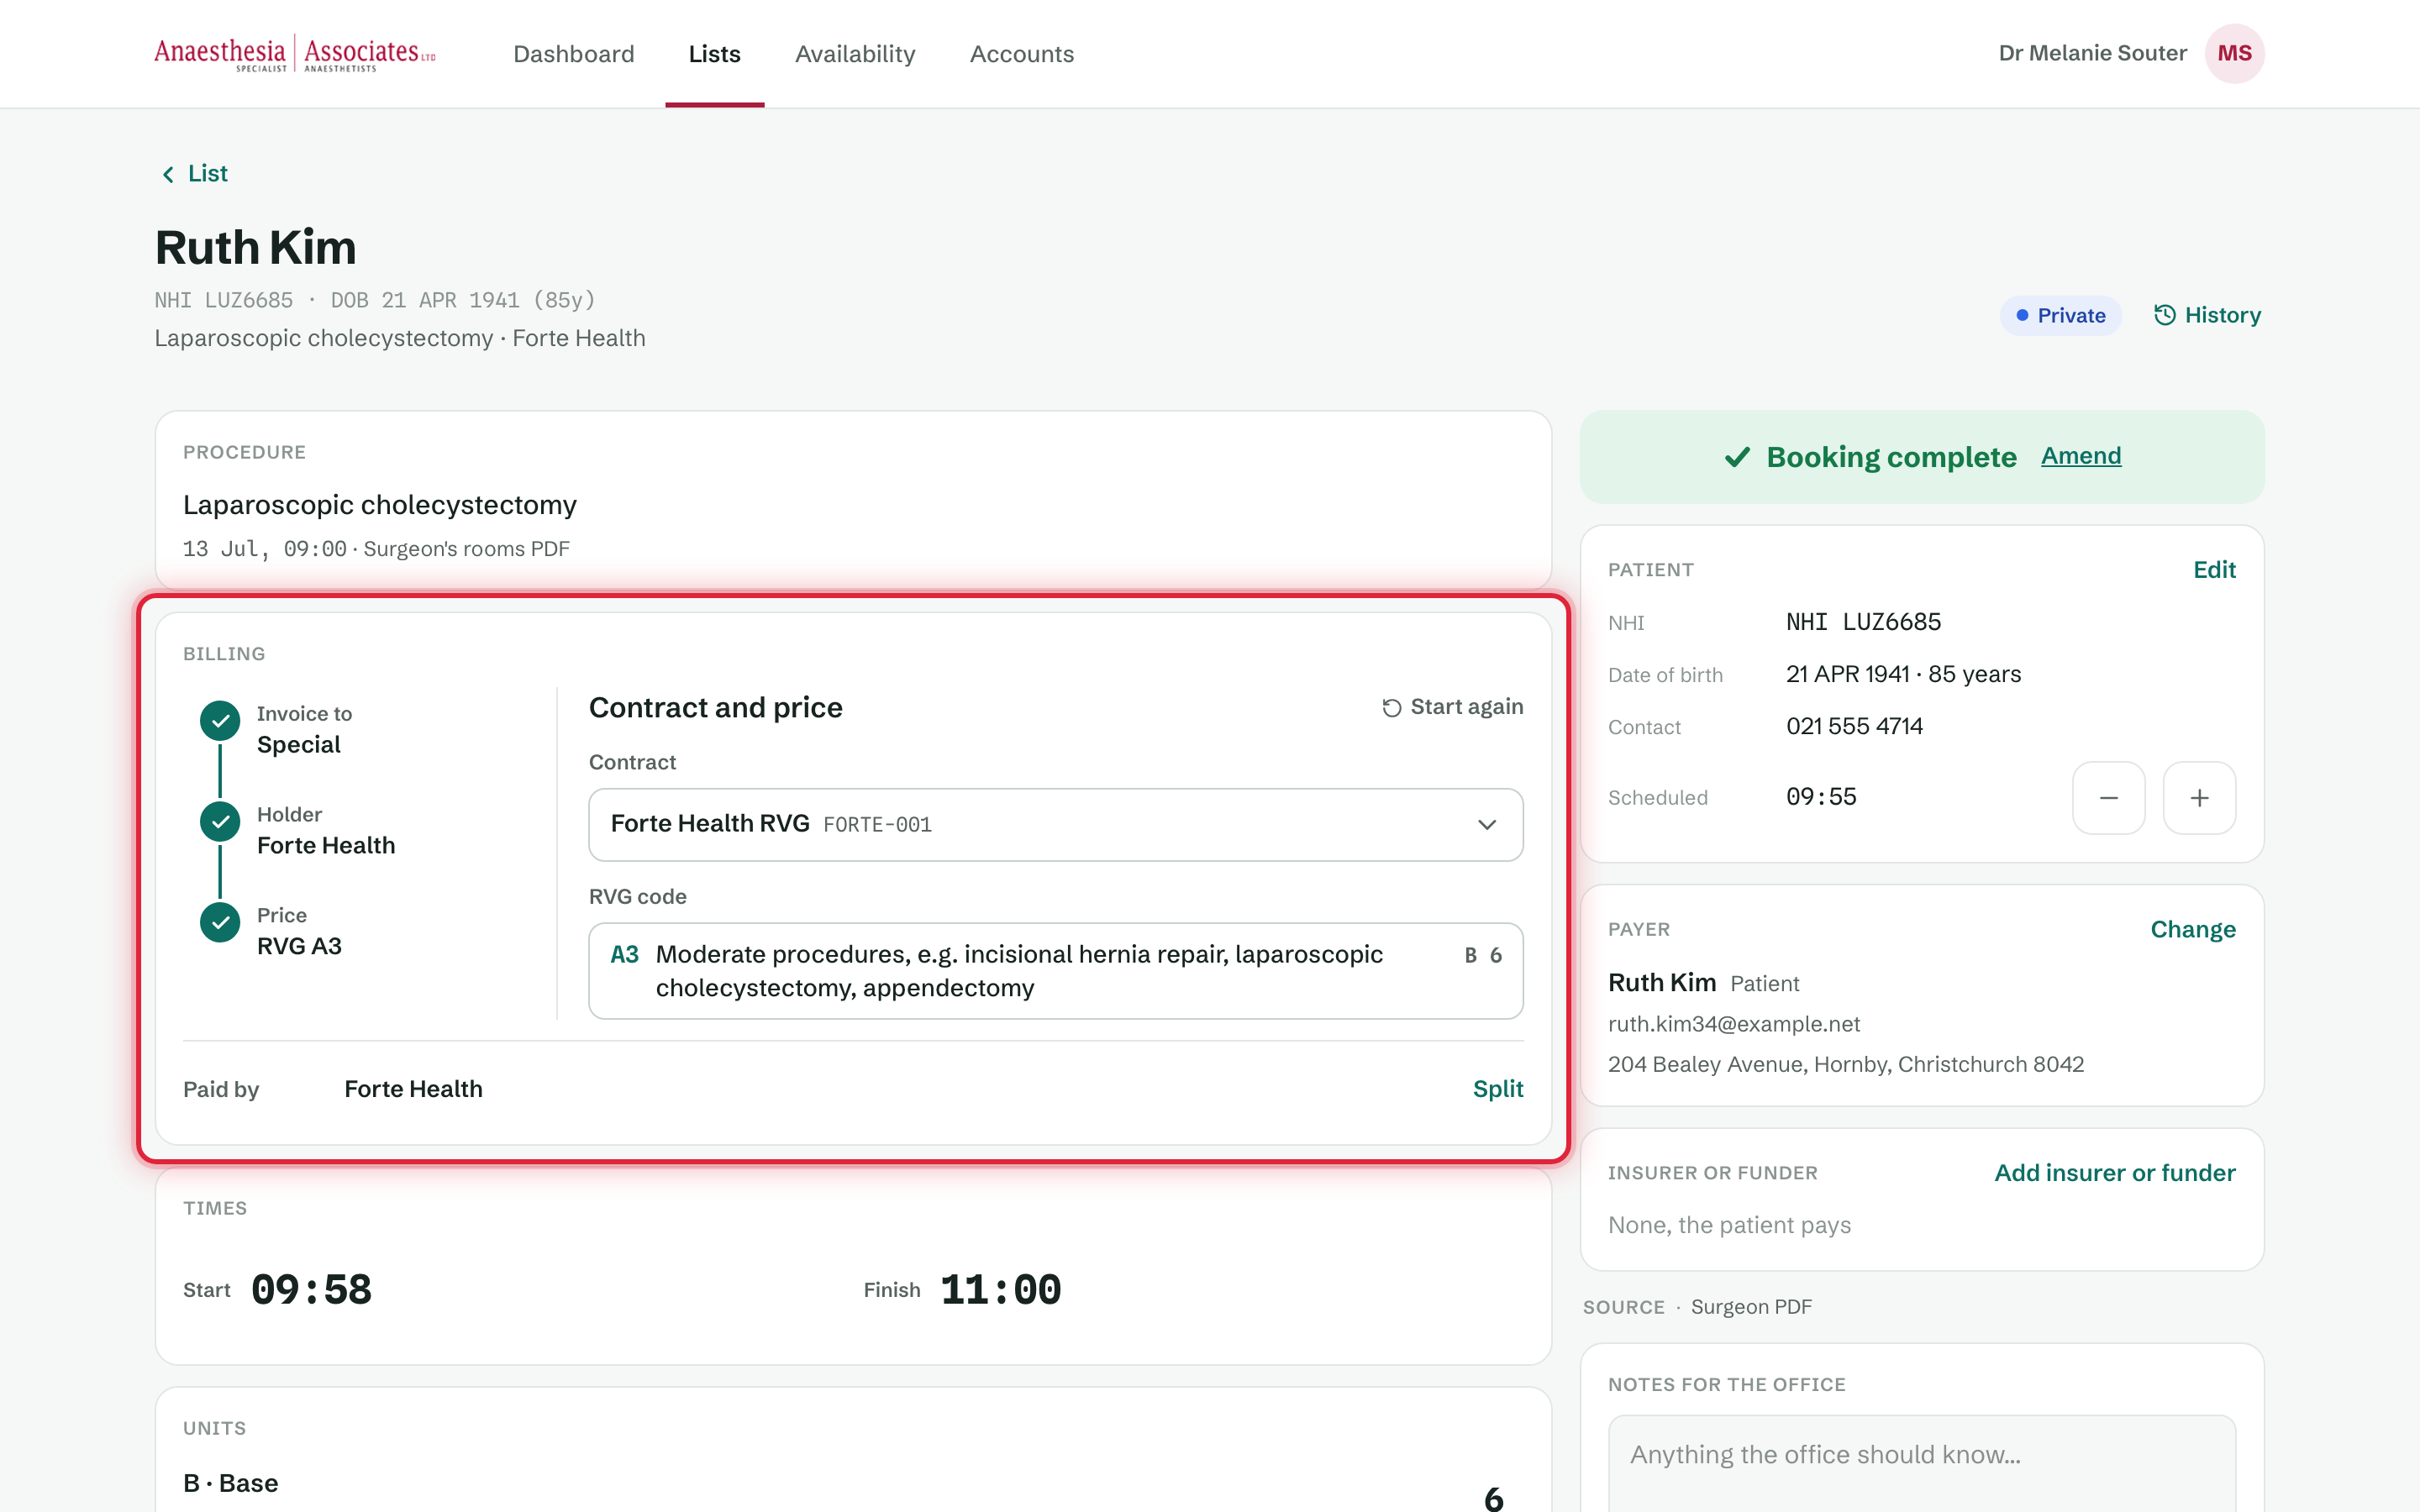 Anaesthesia | Associates LTD
SPECIALIST ANAESTHETISTS
Dashboard
Lists
Availability
Accounts
Dr Melanie Souter
MS
List
Ruth Kim
NHI LUZ6685 · DOB 21 APR 1941 (85y)
Laparoscopic cholecystectomy · Forte Health
Private
History
PROCEDURE
Laparoscopic cholecystectomy
13 Jul, 09:00 · Surgeon's rooms PDF
BILLING
Invoice to
Special
Holder
Forte Health
Price
RVG A3
Contract and price
Start again
Contract
Forte Health RVG FORTE-001
RVG code
A3 Moderate procedures, e.g. incisional hernia repair, laparoscopic B 6
cholecystectomy, appendectomy
Paid by Forte Health Split
TIMES
Start 09:58
Finish 11:00
UNITS
B · Base
6
Booking complete Amend
PATIENT Edit
NHI NHI LUZ6685
Date of birth 21 APR 1941 · 85 years
Contact 021 555 4714
Scheduled 09:55 − +
PAYER Change
Ruth Kim Patient
ruth.kim34@example.net
204 Bealey Avenue, Hornby, Christchurch 8042
INSURER OR FUNDER Add insurer or funder
None, the patient pays
SOURCE · Surgeon PDF
NOTES FOR THE OFFICE
Anything the office should know...